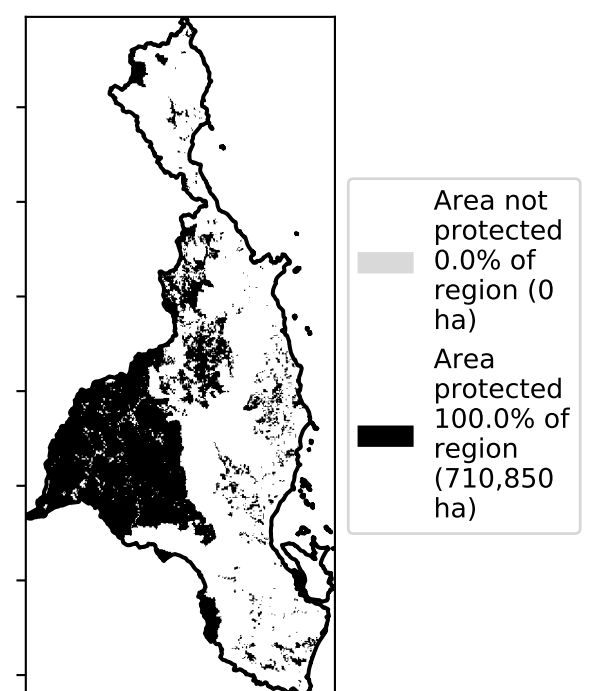 Area not
protected
0.0% of
region (0
ha)
Area
protected
100.0% of
region
(710,850
ha)